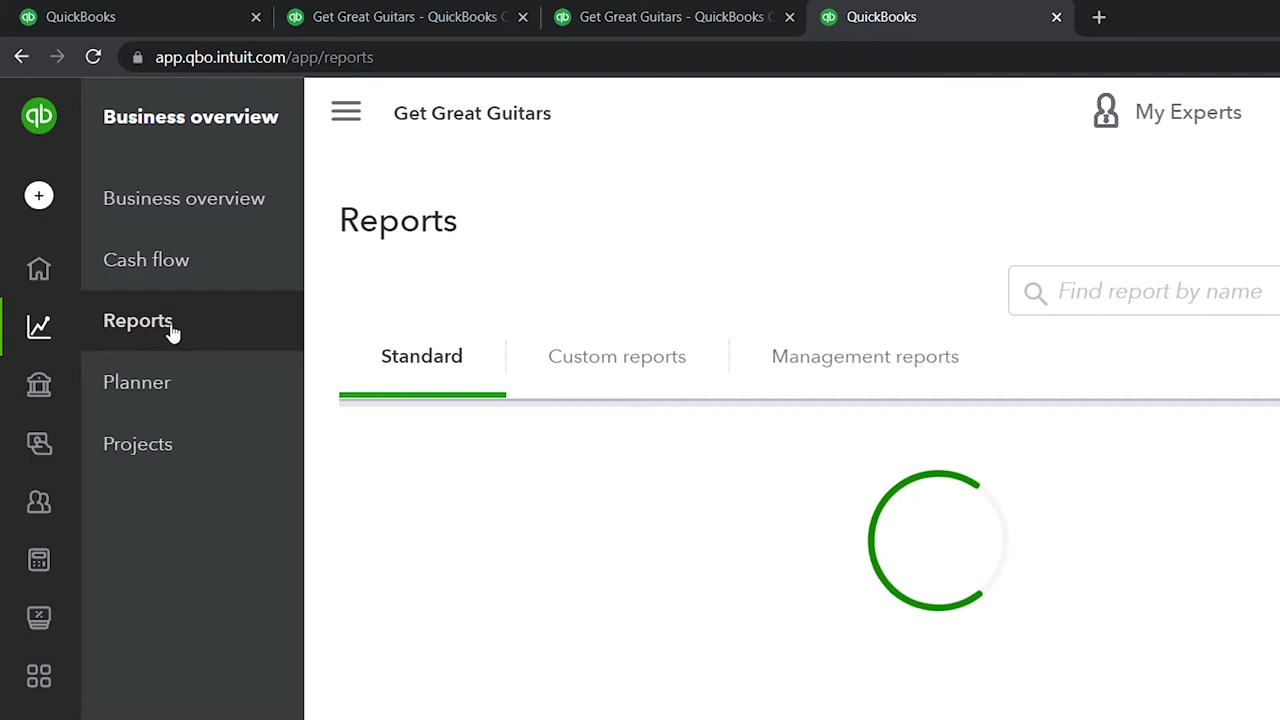 QuickBooks
Get Great Guitars - QuickBooks C
Get Great Guitars - QuickBooks C
QuickBooks
app.qbo.intuit.com/app/reports
qb
Business overview
Get Great Guitars
My Experts
Business overview
Reports
Cash flow
Find report by name
Reports
Standard
Custom reports
Management reports
Planner
Projects